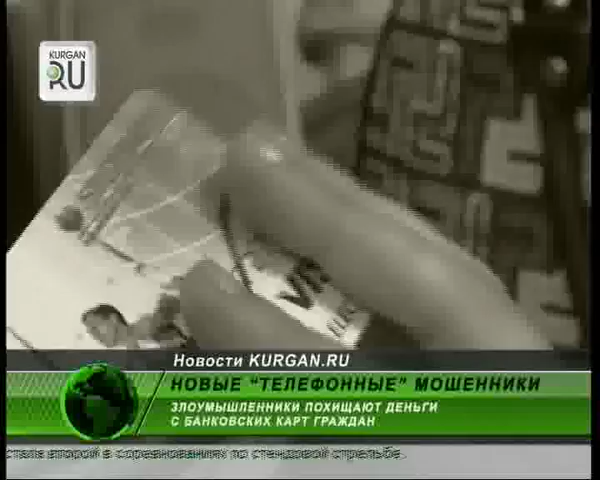 KURGAN
RU
Новости KURGAN.RU
НОВЫЕ "ТЕЛЕФОННЫЕ" МОШЕННИКИ
ЗЛОУМЫШЛЕННИКИ ПОХИЩАЮТ ДЕНЬГИ
С БАНКОВСКИХ КАРТ ГРАЖДАН
стала второй в соревнованиях по стендовой стрельбе.